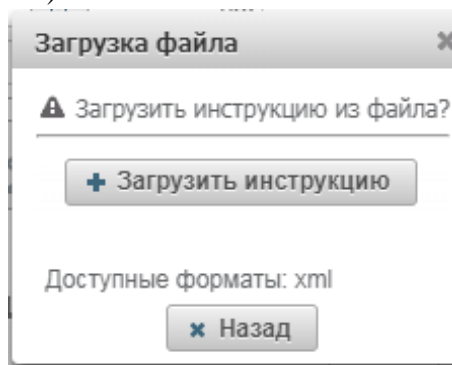 Загрузка файла
Загрузить инструкцию из файла?
Загрузить инструкцию
Доступные форматы: xml
Назад